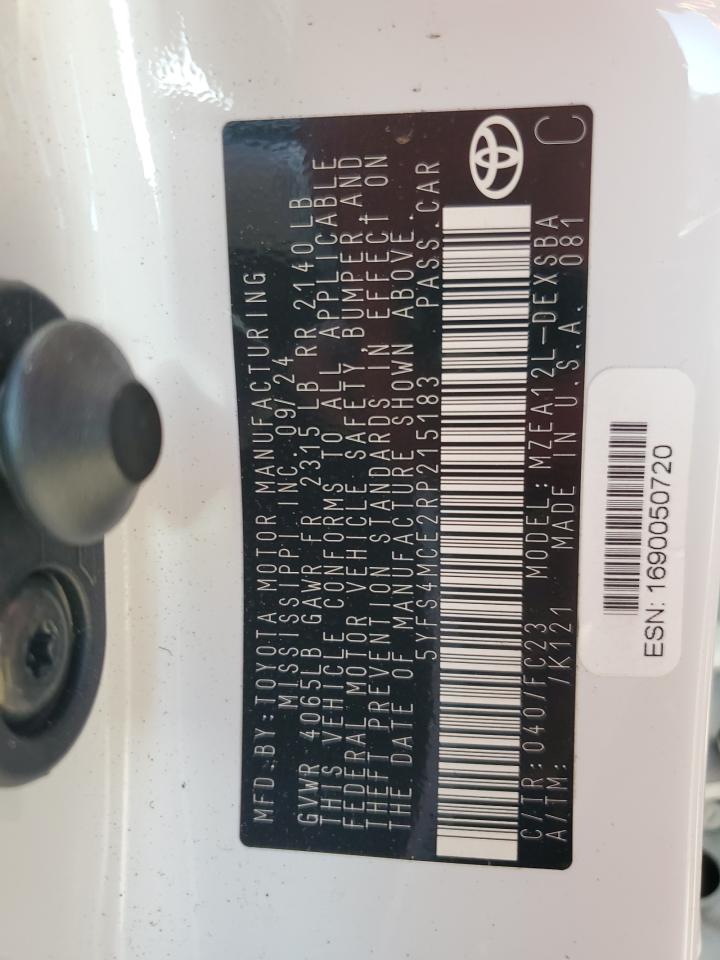 MFD. BY: TOYOTA MOTOR MANUFACTURING
MISSISSIPPI INC. 09/24
GVWR 4065LB GAWR FR 2315 LB RR 2140 LB
THIS VEHICLE CONFORMS TO ALL APPLICABLE
FEDERAL MOTOR VEHICLE SAFETY BUMPER AND
THEFT PREVENTION STANDARDS IN EFFECT ON
THE DATE OF MANUFACTURE SHOWN ABOVE.
5YFS4MCE2RP215183 PASS.CAR
C/TR: 040/FC23 MODEL: MZEA12L-DEXSBA
A/TM: /K121 MADE IN U.S.A. 081 C
ESN: 1690050720